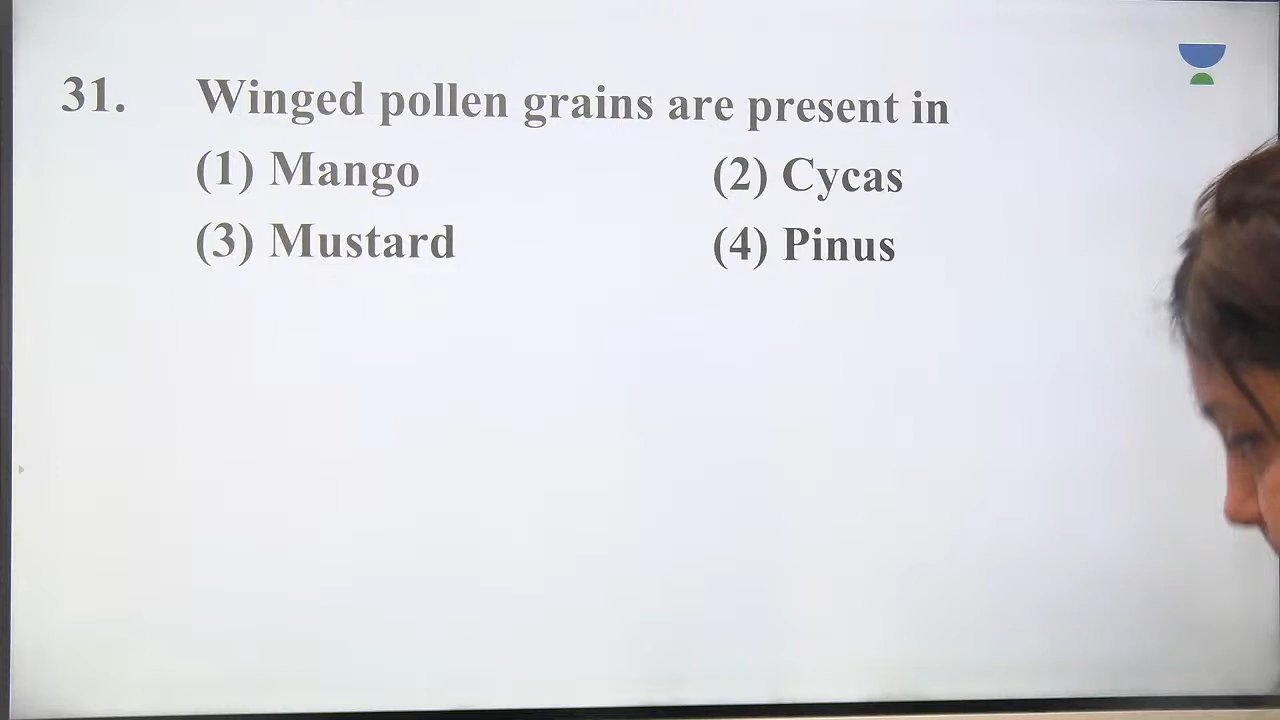 31. Winged pollen grains are present in
(1) Mango (2) Cycas
(3) Mustard (4) Pinus